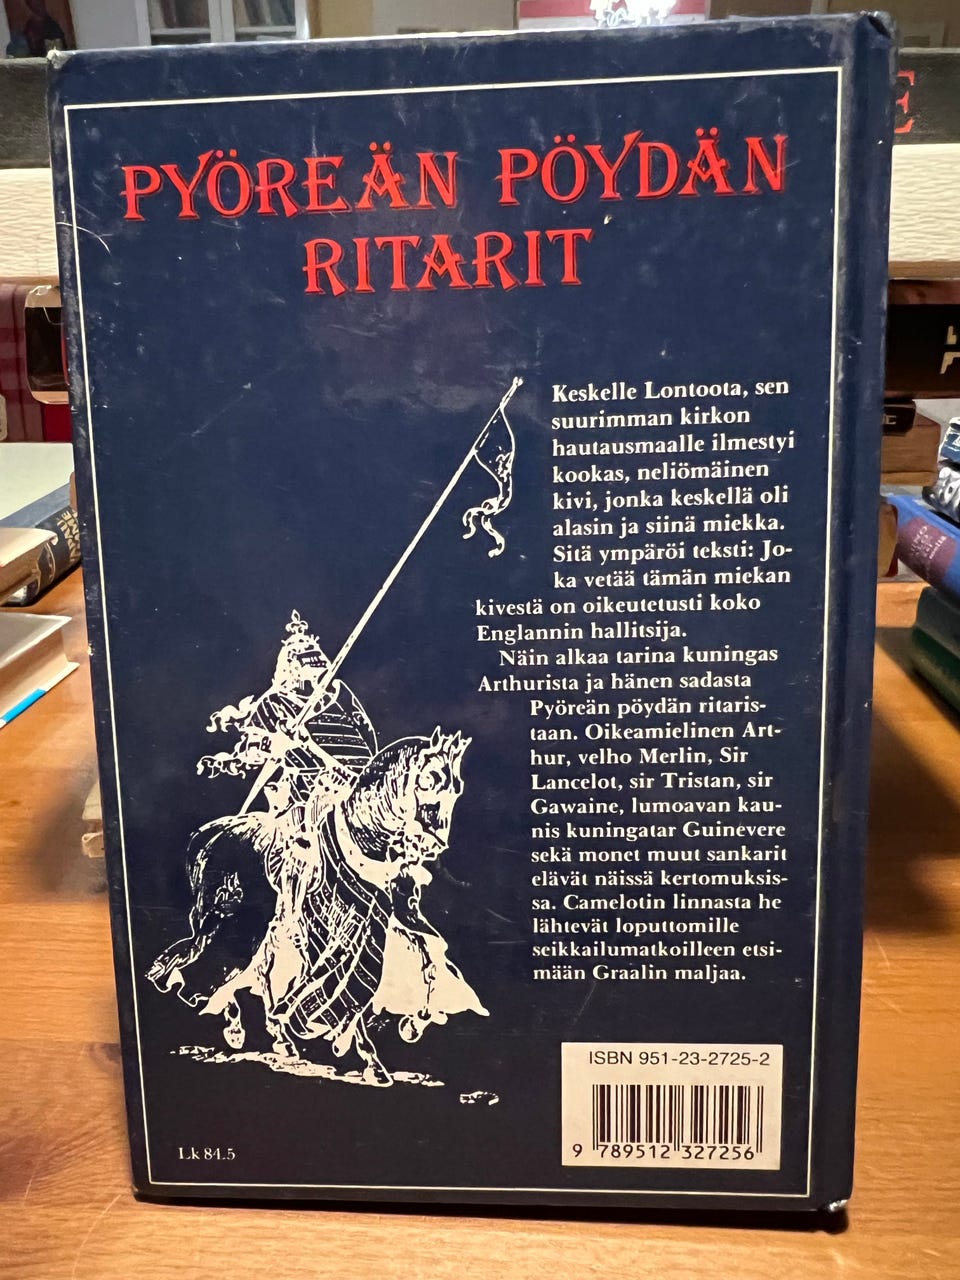 PYÖREÄN PÖYDÄN
RITARIT
Keskelle Lontoota, sen
suurimman kirkon
hautausmaalle ilmestyi
kookas, neliömäinen
kivi, jonka keskellä oli
alasin ja siinä miekka.
Sitä ympäröi teksti: Jo-
ka vetää tämän miekan
kivestä on oikeutetusti koko
Englannin hallitsija.
Näin alkaa tarina kuningas
Arthurista ja hänen sadasta
Pyöreän pöydän ritaris-
taan. Oikeamielinen Art-
hur, velho Merlin, Sir
Lancelot, sir Tristan, sir
Gawaine, lumoavan kau-
nis kuningatar Guinevere
sekä monet muut sankarit
elävät näissä kertomuksis-
sa. Camelotin linnasta he
lähtevät loputtomille
seikkailumatkoilleen etsi-
mään Graalin maljaa.
ISBN 951-23-2725-2
9 789512 327256
Lk 84.5